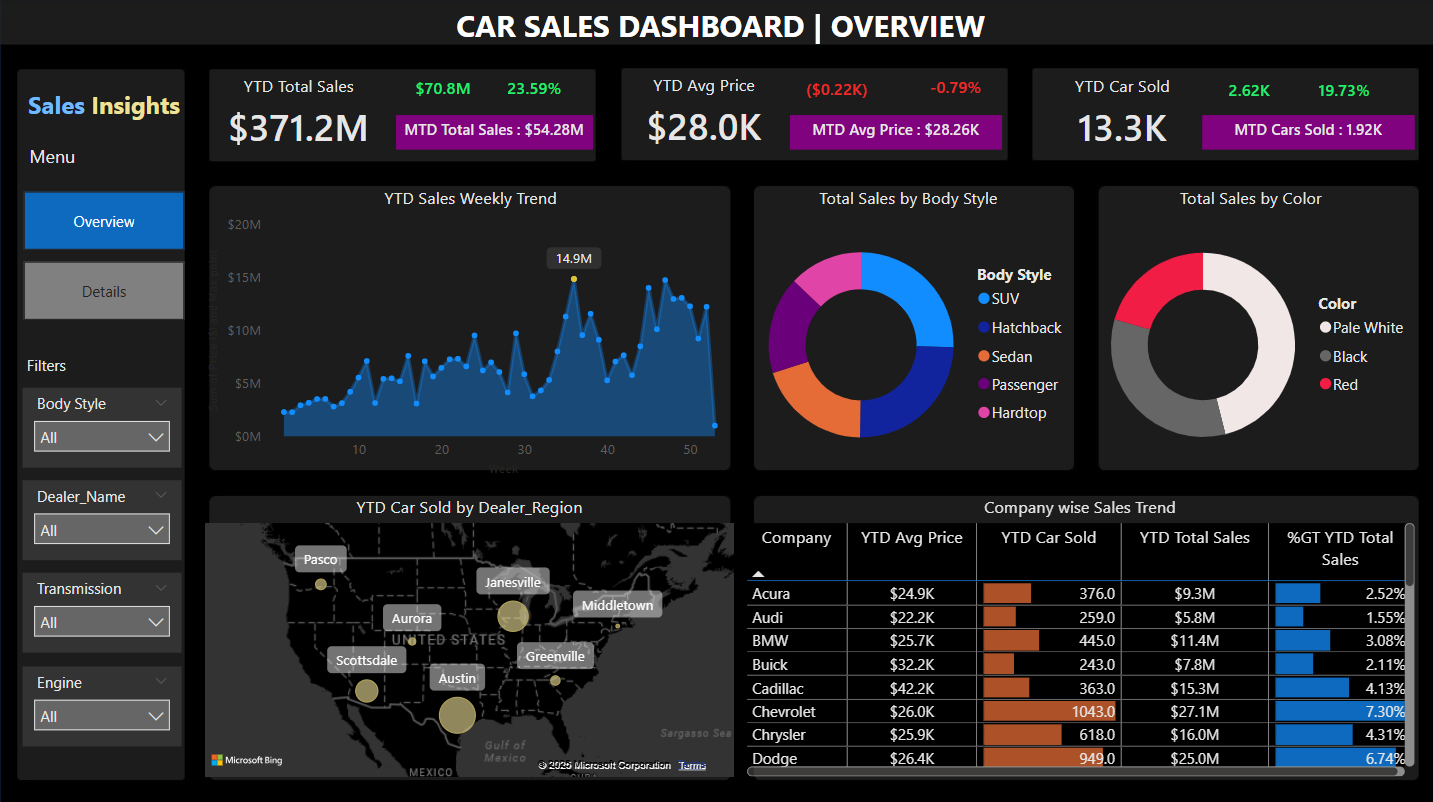 CAR SALES DASHBOARD | OVERVIEW
Sales Insights
Menu
Overview
Details
Filters
Body Style
All
Dealer_Name
All
Transmission
All
Engine
All
YTD Total Sales
$70.8M 23.59%
$371.2M
MTD Total Sales : $54.28M
YTD Avg Price
($0.22K) -0.79%
$28.0K
MTD Avg Price : $28.26K
YTD Car Sold
2.62K 19.73%
13.3K
MTD Cars Sold : 1.92K
YTD Sales Weekly Trend
$20M
$15M
$10M
$5M
$0M
14.9M
10 20 30 40 50
Week
Total Sales by Body Style
Body Style
SUV
Hatchback
Sedan
Passenger
Hardtop
Total Sales by Color
Color
Pale White
Black
Red
YTD Car Sold by Dealer_Region
Pasco
Janesville
Middletown
Aurora
UNITED STATES
Greenville
Scottsdale
Austin
Sargasso Sea
Gulf of
Mexico
MEXICO
CUBA
Microsoft Bing
© 2025 Microsoft Corporation Terms
Company wise Sales Trend
Company YTD Avg Price YTD Car Sold YTD Total Sales %GT YTD Total
Sales
Acura $24.9K 376.0 $9.3M 2.52%
Audi $22.2K 259.0 $5.8M 1.55%
BMW $25.7K 445.0 $11.4M 3.08%
Buick $32.2K 243.0 $7.8M 2.11%
Cadillac $42.2K 363.0 $15.3M 4.13%
Chevrolet $26.0K 1043.0 $27.1M 7.30%
Chrysler $25.9K 618.0 $16.0M 4.31%
Dodge $26.4K 949.0 $25.0M 6.74%